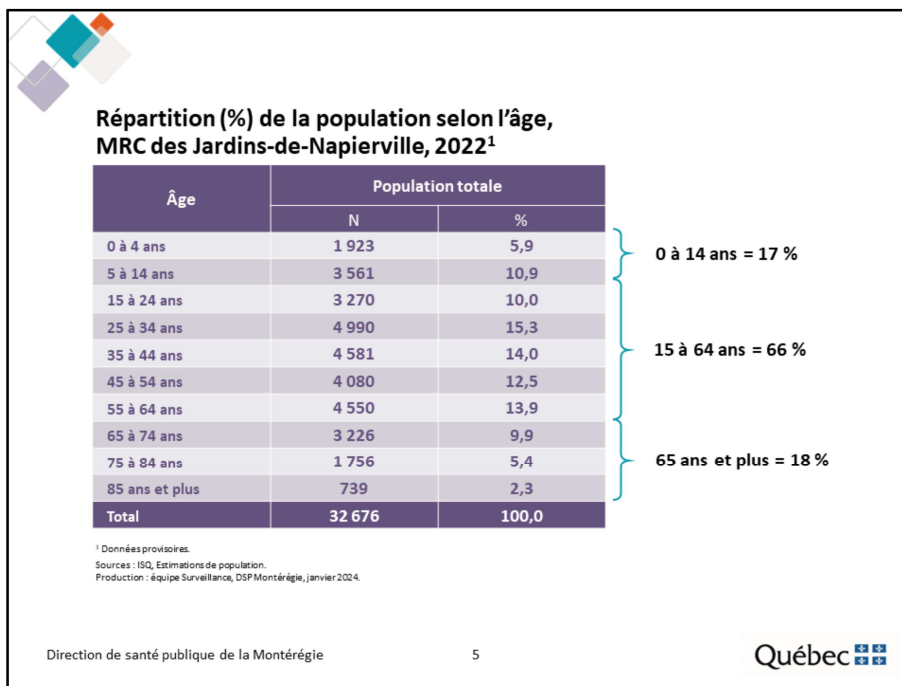 Répartition (%) de la population selon l'âge,
MRC des Jardins-de-Napierville, 2022¹
Âge Population totale
N %
0 à 4 ans 1 923 5,9
5 à 14 ans 3 561 10,9
15 à 24 ans 3 270 10,0
25 à 34 ans 4 990 15,3
35 à 44 ans 4 581 14,0
45 à 54 ans 4 080 12,5
55 à 64 ans 4 550 13,9
65 à 74 ans 3 226 9,9
75 à 84 ans 1 756 5,4
85 ans et plus 739 2,3
Total 32 676 100,0
0 à 14 ans = 17 %
15 à 64 ans = 66 %
65 ans et plus = 18 %
¹ Données provisoires.
Sources : ISQ, Estimations de population.
Production : équipe Surveillance, DSP Montérégie, janvier 2024.
Direction de santé publique de la Montérégie 5
Québec